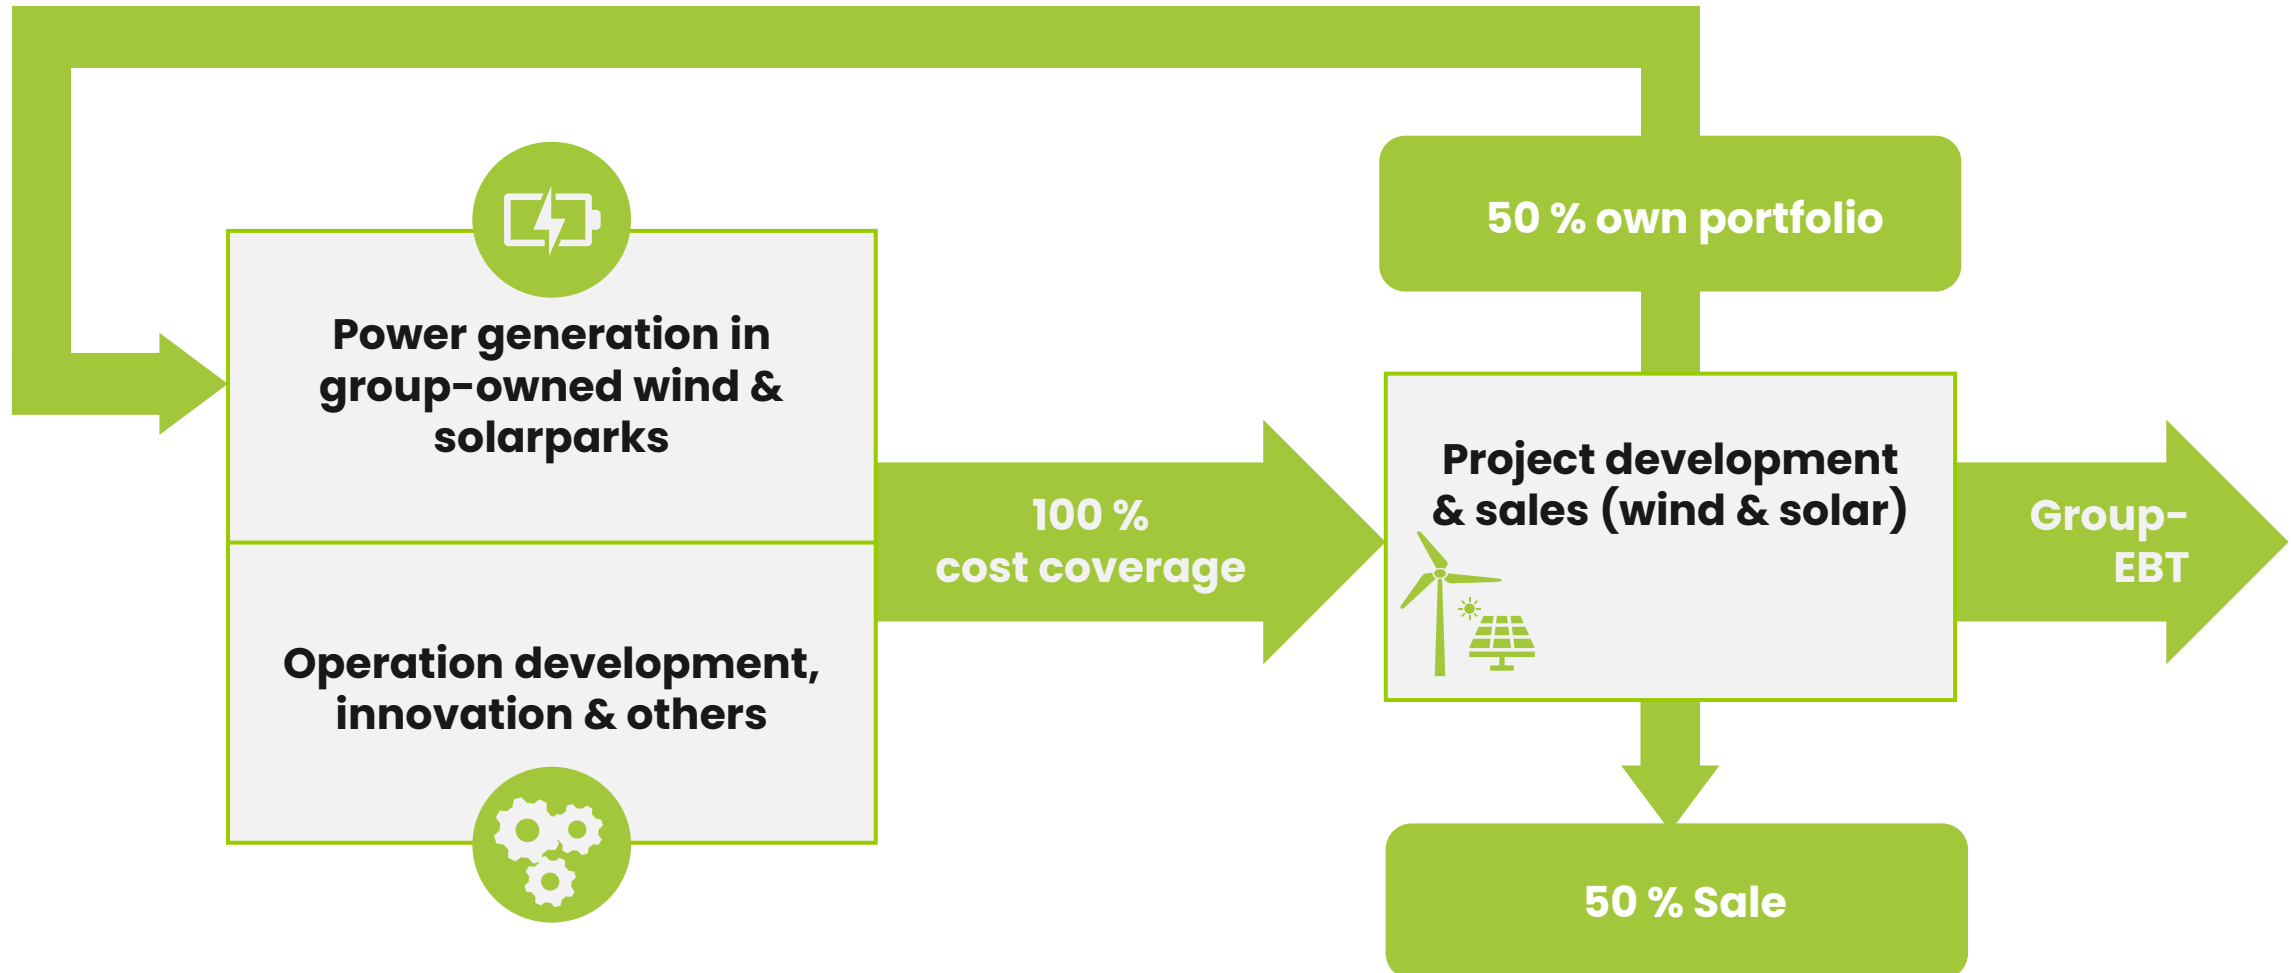 50 % own portfolio
Power generation in
group-owned wind &
solarparks
Operation development,
innovation & others
100 %
cost coverage
Project development
& sales (wind & solar)
Group-
EBT
50 % Sale